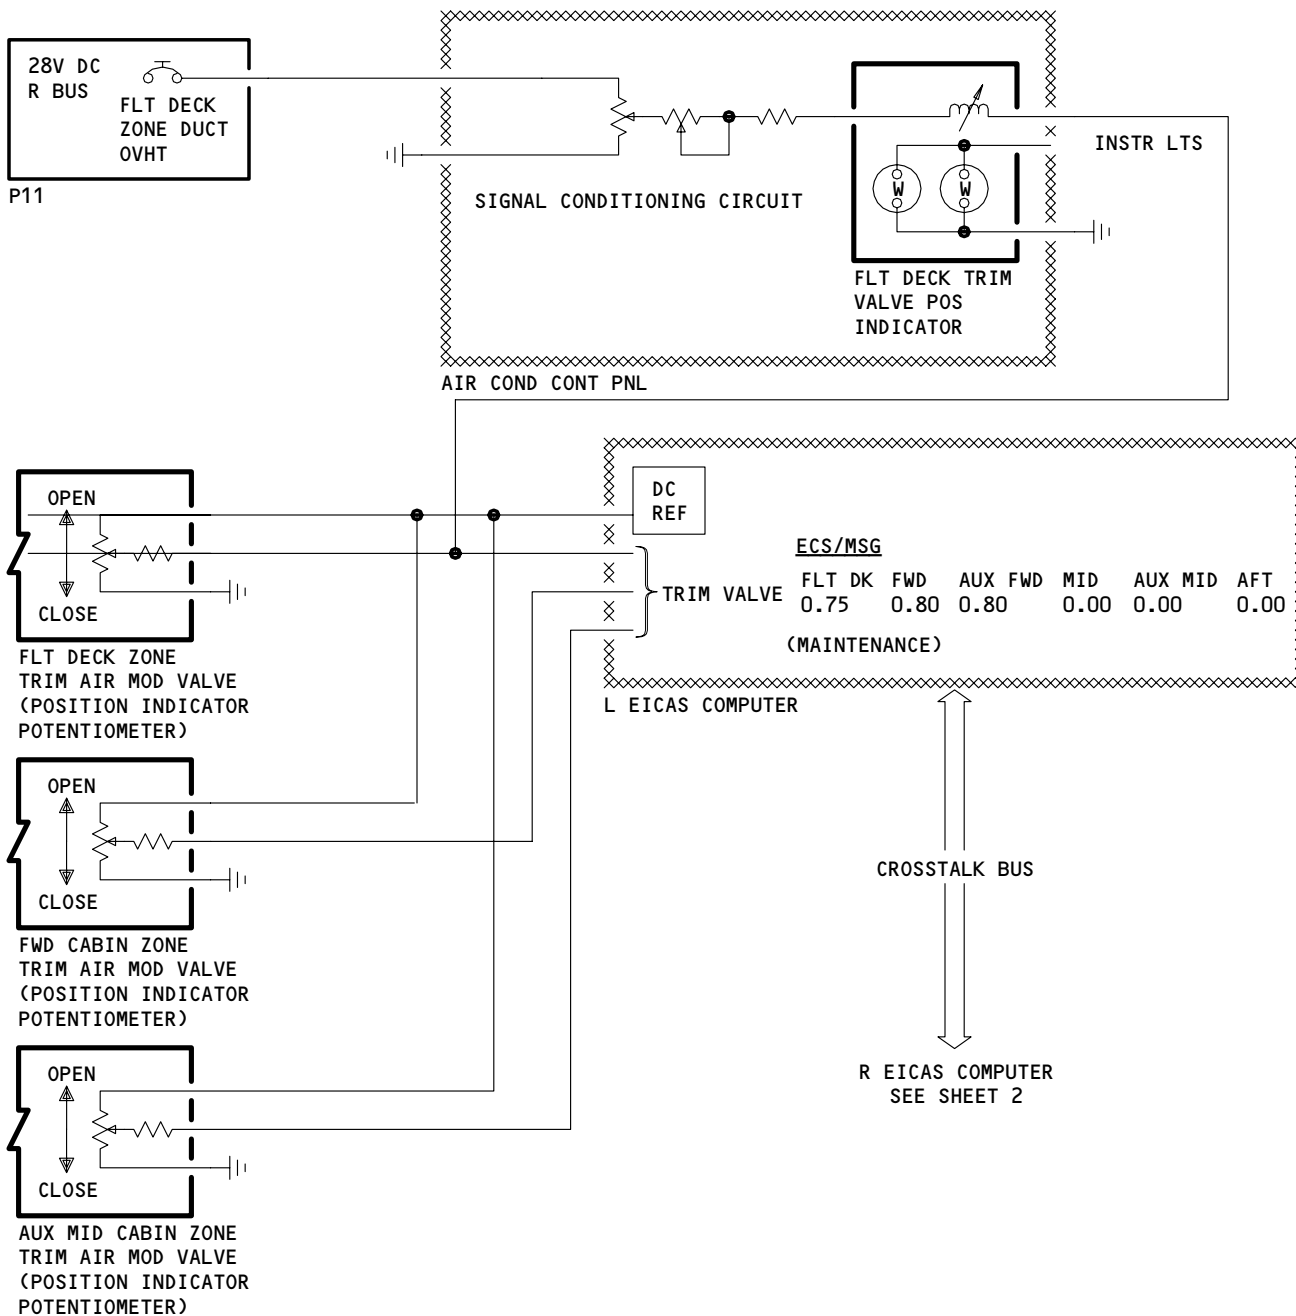 28V DC
R BUS
FLT DECK
ZONE DUCT
OVHT
P11
SIGNAL CONDITIONING CIRCUIT
W
W
INSTR LTS
FLT DECK TRIM
VALVE POS
INDICATOR
AIR COND CONT PNL
OPEN
CLOSE
FLT DECK ZONE
TRIM AIR MOD VALVE
(POSITION INDICATOR
POTENTIOMETER)
DC
REF
TRIM VALVE
ECS/MSG
FLT DK FWD AUX FWD MID AUX MID AFT
0.75 0.80 0.80 0.00 0.00 0.00
(MAINTENANCE)
L EICAS COMPUTER
OPEN
CLOSE
FWD CABIN ZONE
TRIM AIR MOD VALVE
(POSITION INDICATOR
POTENTIOMETER)
CROSSTALK BUS
R EICAS COMPUTER
SEE SHEET 2
OPEN
CLOSE
AUX MID CABIN ZONE
TRIM AIR MOD VALVE
(POSITION INDICATOR
POTENTIOMETER)